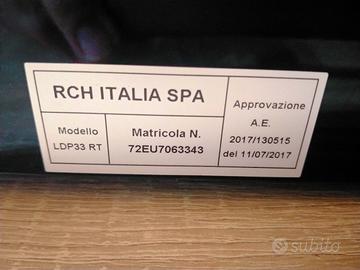 RCH ITALIA SPA
Modello
LDP33 RT
Matricola N.
72EU7063343
Approvazione
A.E.
2017/130515
del 11/07/2017
subito